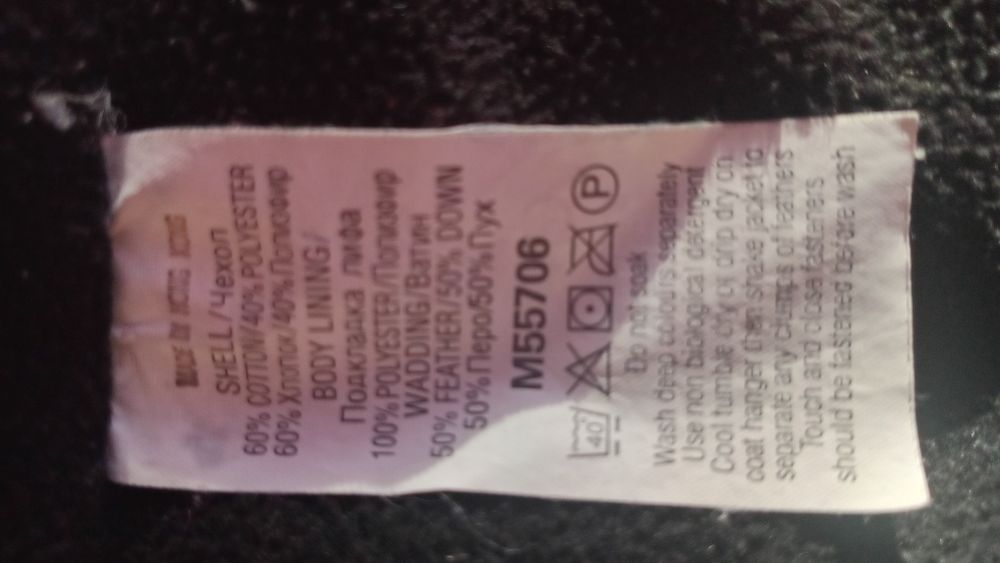 SHELL/Чехол
60% COTTON/40% POLYESTER
60% Хлопок/40% Полиэфир
BODY LINING/
Подкладка лифа
100% POLYESTER/Полиэфир
WADDING/Ватин
50% FEATHER/50% DOWN
50% Перо/50% Пух
M55706
40 P
Do not soak
Wash deep colours separately
Use non biological detergent
Cool tumble dry or drip dry on
coat hanger then shake jacket to
separate any clumps of feathers
Touch and close fasteners
should be fastened before wash